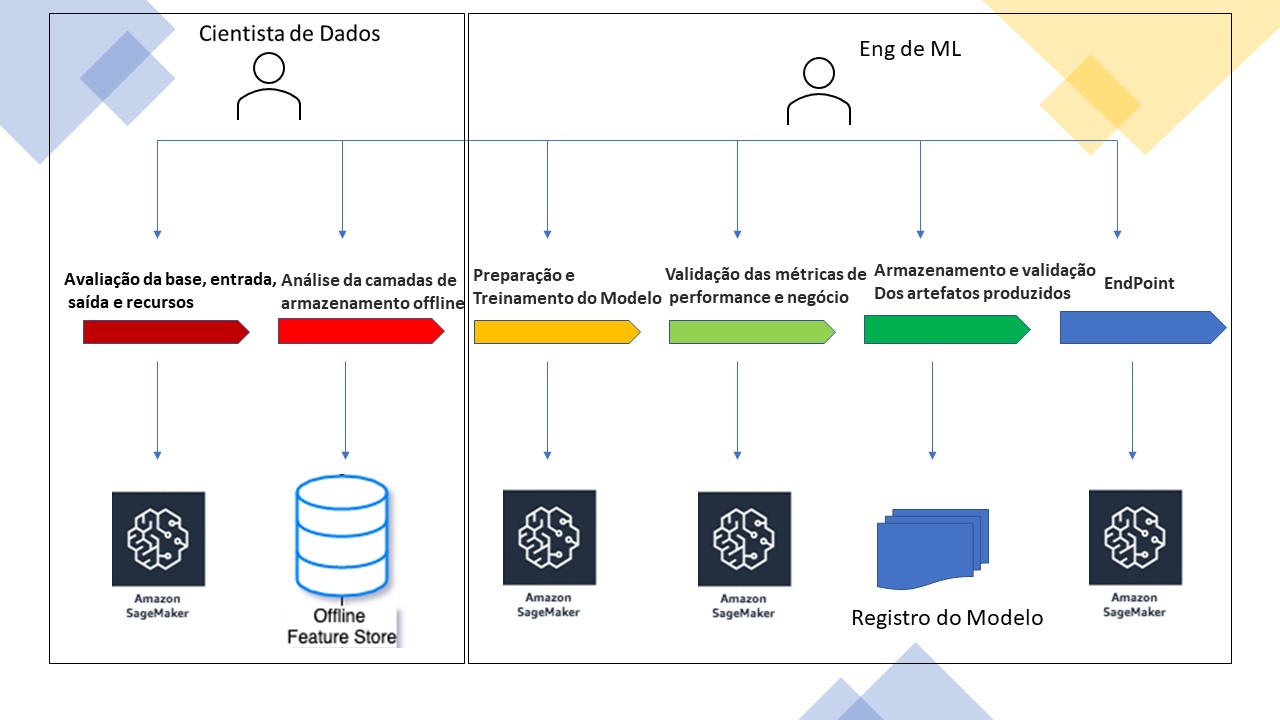 Cientista de Dados
Eng de ML
Avaliação da base, entrada,
saída e recursos
Análise da camadas de
armazenamento offline
Preparação e
Treinamento do Modelo
Validação das métricas de
performance e negócio
Armazenamento e validação
Dos artefatos produzidos
EndPoint
Amazon
SageMaker
Offline
Feature Store
Amazon
SageMaker
Amazon
SageMaker
Registro do Modelo
Amazon
SageMaker